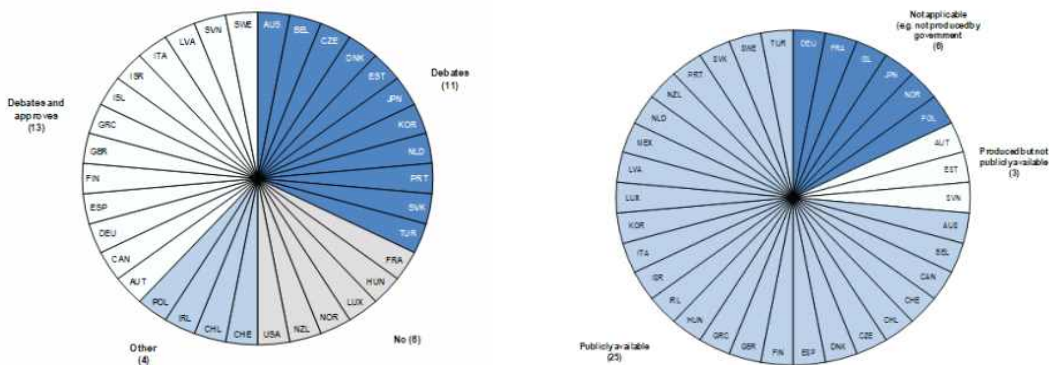 AUS
BEL
CZE
DNK
EST
JPN
KOR
NLD
PRT
SVK
TUR
FRA
HUN
LUX
NOR
NZL
USA
CHE
CHL
IRL
POL
AUT
CAN
DEU
ESP
FIN
GBR
GRC
ISL
ISR
ITA
LVA
SVN
SWE
Debates
(11)
No (6)
Other
(4)
Debates and
approves
(13)
DEU
FRA
ISL
JPN
NOR
POL
AUT
EST
SVN
AUS
BEL
CAN
CHE
CHL
CZE
DNK
ESP
FIN
GBR
GRC
HUN
IRL
ISR
ITA
KOR
LUX
LVA
MEX
NLD
NZL
PRT
SVK
SWE
TUR
Not applicable
(e.g. not produced by
government
(6)
Produced but not
publicly available
(3)
Publicly available
(25)